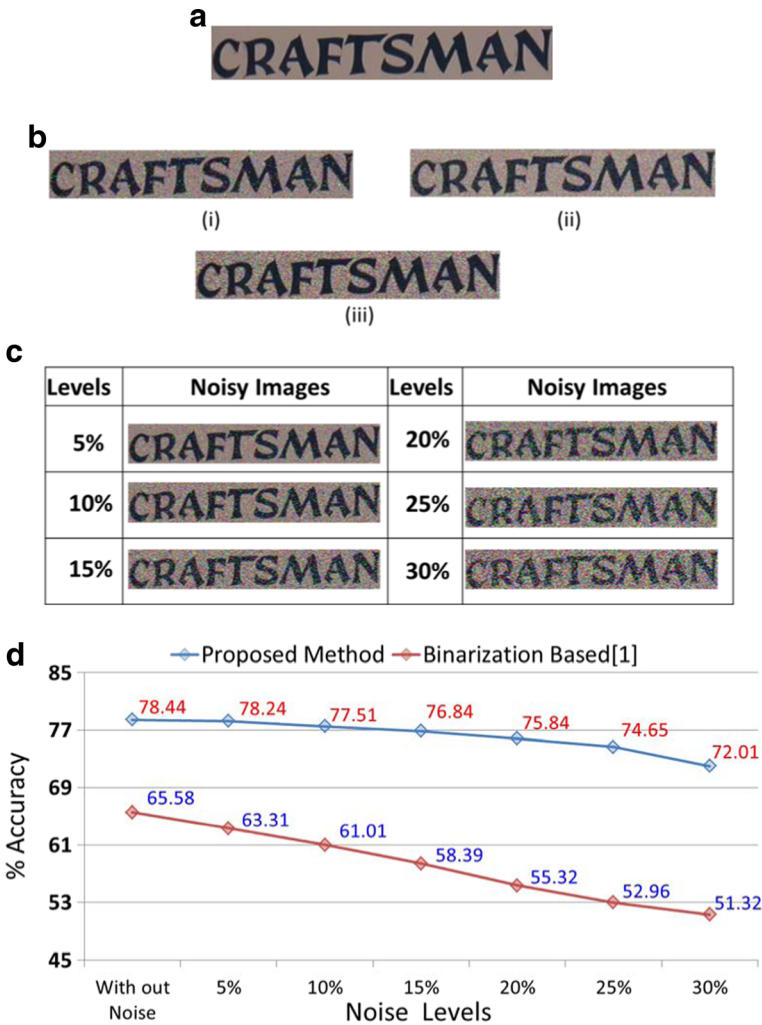 a
CRAFTSMAN
b
CRAFTSMAN CRAFTSMAN
(i) (ii)
CRAFTSMAN
(iii)
c
Levels Noisy Images Levels Noisy Images
5% CRAFTSMAN 20% CRAFTSMAN
10% CRAFTSMAN 25% CRAFTSMAN
15% CRAFTSMAN 30% CRAFTSMAN
d
Proposed Method Binarization Based[1]
85
78.44 78.24 77.51 76.84 75.84 74.65 72.01
77
69
65.58 63.31 61.01 58.39 55.32 52.96 51.32
61
53
45
% Accuracy
With out Noise 5% 10% 15% 20% 25% 30%
Noise Levels